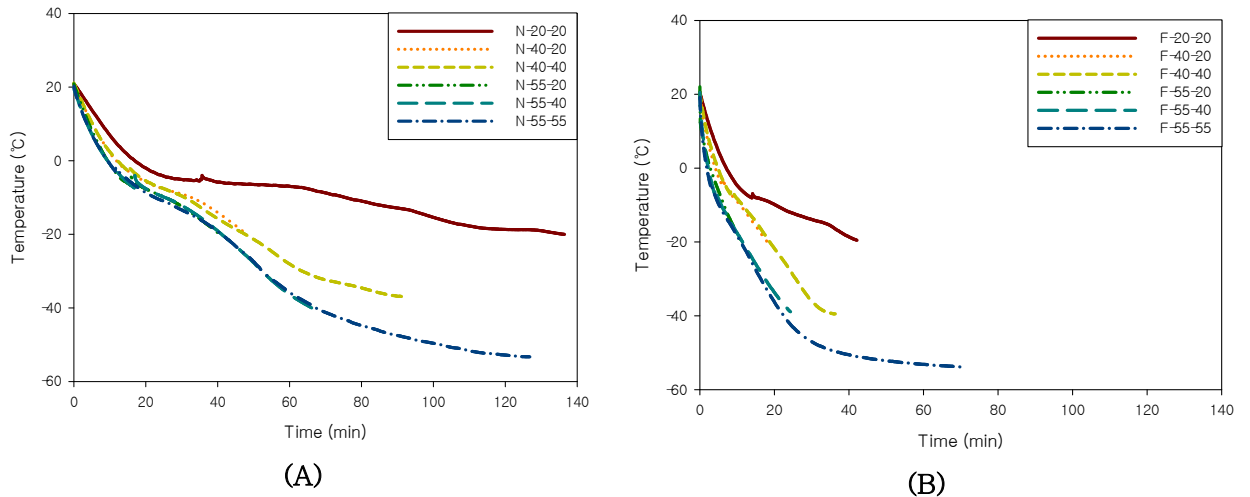 40
20
0
-20
-40
-60
Temperature (℃)
0 20 40 60 80 100 120 140
Time (min)
N-20-20
N-40-20
N-40-40
N-55-20
N-55-40
N-55-55
(A)
40
20
0
-20
-40
-60
Temperature (℃)
0 20 40 60 80 100 120 140
Time (min)
F-20-20
F-40-20
F-40-40
F-55-20
F-55-40
F-55-55
(B)